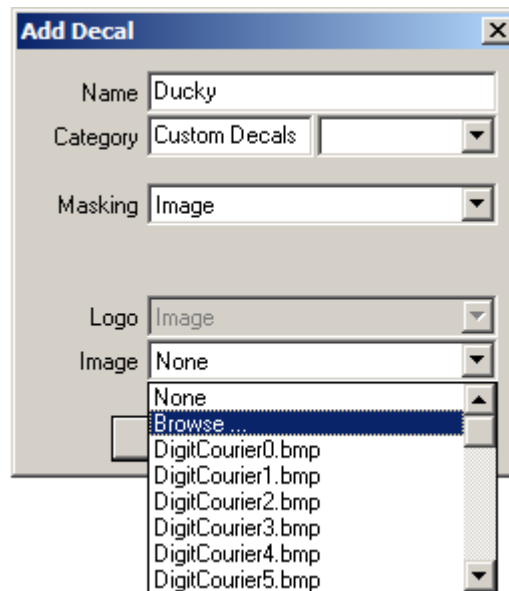 Add Decal
Name Ducky
Category Custom Decals
Masking Image
Logo Image
Image None
None
Browse ...
DigitCourier0.bmp
DigitCourier1.bmp
DigitCourier2.bmp
DigitCourier3.bmp
DigitCourier4.bmp
DigitCourier5.bmp